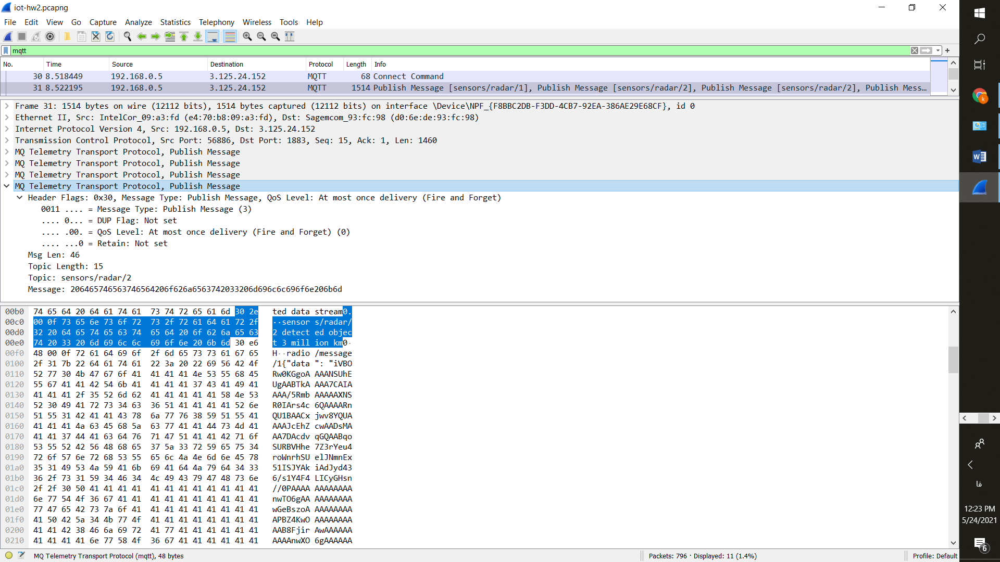 iot-hw2.pcapng
File Edit View Go Capture Analyze Statistics Telephony Wireless Tools Help
mqtt
No. Time Source Destination Protocol Length Info
30 8.518449 192.168.0.5 3.125.24.152 MQTT 68 Connect Command
31 8.522195 192.168.0.5 3.125.24.152 MQTT 1514 Publish Message [sensors/radar/1], Publish Message [sensors/radar/2], Publish Message [sensors/radar/2], Publish Mess…
Frame 31: 1514 bytes on wire (12112 bits), 1514 bytes captured (12112 bits) on interface \Device\NPF_{F8BBC2DB-F3DD-4CB7-92EA-386AE29E68CF}, id 0
Ethernet II, Src: IntelCor_09:a3:fd (e4:70:b8:09:a3:fd), Dst: Sagemcom_93:fc:98 (d0:6e:de:93:fc:98)
Internet Protocol Version 4, Src: 192.168.0.5, Dst: 3.125.24.152
Transmission Control Protocol, Src Port: 56886, Dst Port: 1883, Seq: 15, Ack: 1, Len: 1460
MQ Telemetry Transport Protocol, Publish Message
MQ Telemetry Transport Protocol, Publish Message
MQ Telemetry Transport Protocol, Publish Message
MQ Telemetry Transport Protocol, Publish Message
Header Flags: 0x30, Message Type: Publish Message, QoS Level: At most once delivery (Fire and Forget)
0011 .... = Message Type: Publish Message (3)
.... 0... = DUP Flag: Not set
.... .00. = QoS Level: At most once delivery (Fire and Forget) (0)
.... ...0 = Retain: Not set
Msg Len: 46
Topic Length: 15
Topic: sensors/radar/2
Message: 206465746563746564206f626a6563742033206d696c6c696f6e206b6d
00b0 74 65 64 20 64 61 74 61 73 74 72 65 61 6d 30 2e ted data stream0.
00c0 00 0f 73 65 6e 73 6f 72 73 2f 72 61 64 61 72 2f ··sensor s/radar/
00d0 32 20 64 65 74 65 63 74 65 64 20 6f 62 6a 65 63 2 detect ed objec
00e0 74 20 33 20 6d 69 6c 6c 69 6f 6e 20 6b 6d 30 e6 t 3 mill ion km0·
00f0 48 00 0f 72 61 64 69 6f 2f 6d 65 73 73 61 67 65 H··radio /message
0100 2f 31 7b 22 64 61 74 61 22 3a 20 22 69 56 42 4f /1{"data ": "iVBO
0110 52 77 30 4b 47 67 6f 41 41 41 41 4e 53 55 68 45 Rw0KGgoA AAANSUhE
0120 55 67 41 41 42 54 6b 41 41 41 41 37 43 41 49 41 UgAABTkA AAA7CAIA
0130 41 41 41 2f 35 52 6d 62 41 41 41 41 41 58 4e 53 AAA/5Rmb AAAAAXNS
0140 52 30 49 41 72 73 34 63 36 51 41 41 41 41 52 6e R0IArs4c 6QAAAARn
0150 51 55 31 42 41 41 43 78 6a 77 76 38 59 51 55 41 QU1BAACx jwv8YQUA
0160 41 41 41 4a 63 45 68 5a 63 77 41 41 44 73 4d 41 AAAJcEhZ cwAADsMA
0170 41 41 37 44 41 63 64 76 71 47 51 41 41 42 71 6f AA7DAcdv qGQAABqo
0180 53 55 52 42 56 48 68 65 37 5a 33 72 59 65 75 34 SURBVHhe 7Z3rYeu4
0190 72 6f 57 6e 72 68 53 55 65 6c 4a 4e 6d 6e 45 78 roWnrhSU elJNmnEx
01a0 35 31 49 53 4a 59 41 6b 69 41 64 4a 79 64 34 33 51ISJYAk iAdJyd43
01b0 36 2f 73 31 59 34 46 34 4c 49 43 79 47 48 73 6e 6/s1Y4F4 LICyGHsn
01c0 2f 2f 30 50 41 41 41 41 41 41 41 41 41 41 41 41 //0PAAAA AAAAAAAA
01d0 6e 77 54 4f 36 67 41 41 41 41 41 41 41 41 41 41 nwTO6gAA AAAAAAAA
01e0 77 47 65 42 73 7a 6f 41 41 41 41 41 41 41 41 41 wGeBszoA AAAAAAAA
01f0 41 50 42 5a 34 4b 77 4f 41 41 41 41 41 41 41 41 APBZ4KwO AAAAAAAA
0200 41 41 42 38 46 6a 69 72 41 77 41 41 41 41 41 41 AAB8Fjir AwAAAAAA
0210 41 41 41 41 6e 77 58 4f 36 67 41 41 41 41 41 41 AAAAnwXO 6gAAAAAA
MQ Telemetry Transport Protocol (mqtt), 48 bytes
Packets: 796 · Displayed: 11 (1.4%)
Profile: Default
فا
12:23 PM
5/24/2021
6